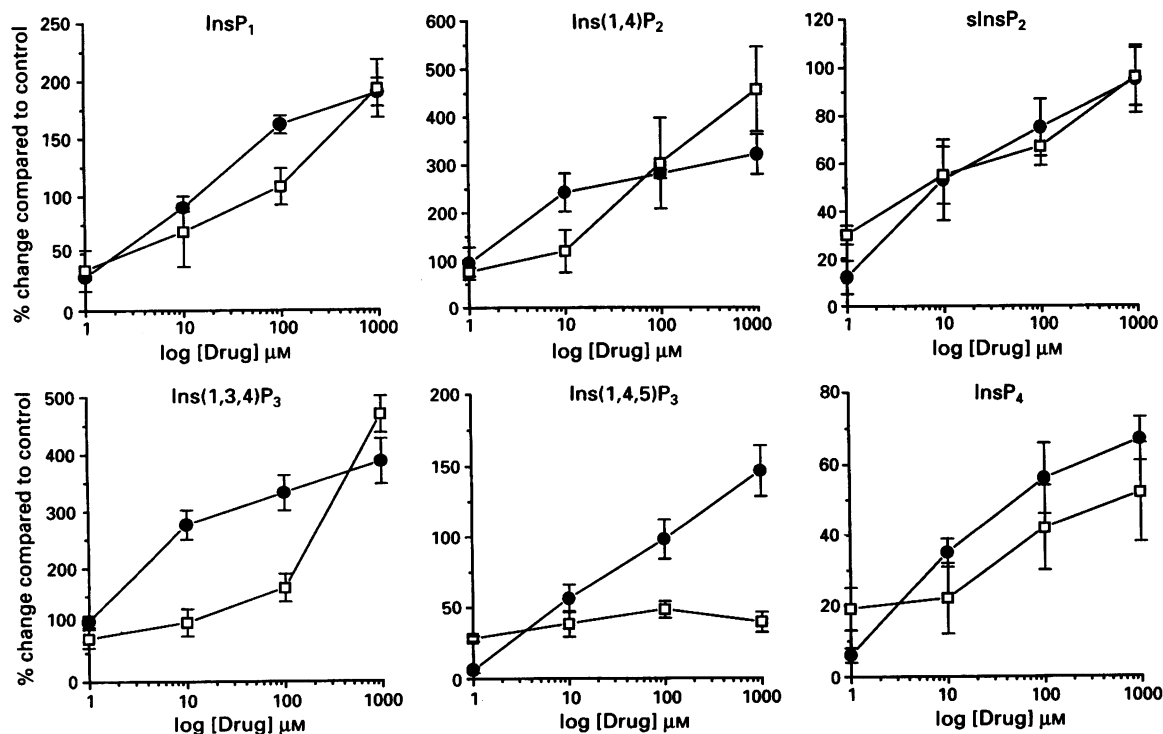 % change compared to control
InsP₁
250
200
150
100
50
0
1 10 100 1000
log [Drug] μM
Ins(1,4)P₂
600
500
400
300
200
100
0
1 10 100 1000
log [Drug] μM
sInsP₂
120
100
80
60
40
20
0
1 10 100 1000
log [Drug] μM
% change compared to control
Ins(1,3,4)P₃
500
400
300
200
100
0
1 10 100 1000
log [Drug] μM
Ins(1,4,5)P₃
200
150
100
50
0
1 10 100 1000
log [Drug] μM
InsP₄
80
60
40
20
0
1 10 100 1000
log [Drug] μM